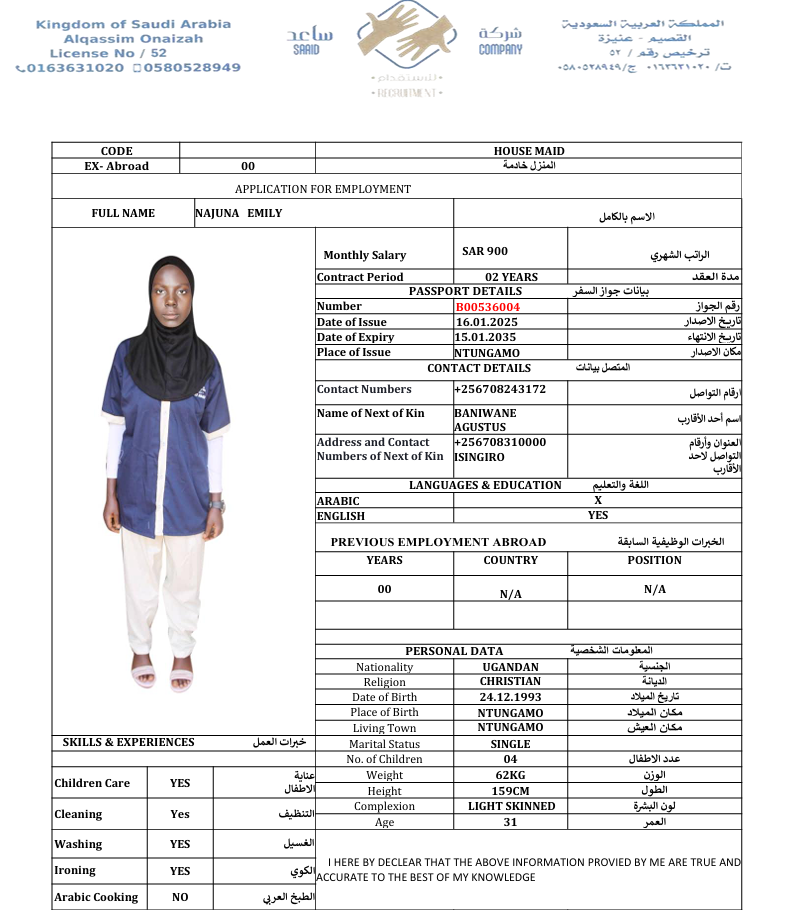 Kingdom of Saudi Arabia
Alqassim Onaizah
License No / 52
0163631020 0580528949
ساعد
SAAID
شركة
COMPANY
•للاستقدام•
•RECRUITMENT•
المملكة العربية السعودية
القصيم - عنيزة
ترخيص رقم / ٥٢
ت/ ٠١٦٣٦٣١٠٢٠ ج/ ٠٥٨٠٥٢٨٩٤٩
CODE HOUSE MAID
EX- Abroad 00 المنزل خادمة
APPLICATION FOR EMPLOYMENT
FULL NAME NAJUNA EMILY الاسم بالكامل
Monthly Salary SAR 900 الراتب الشهري
Contract Period 02 YEARS مدة العقد
PASSPORT DETAILS بيانات جواز السفر
Number B00536004 رقم الجواز
Date of Issue 16.01.2025 تاريخ الاصدار
Date of Expiry 15.01.2035 تاريخ الانتهاء
Place of Issue NTUNGAMO مكان الاصدار
CONTACT DETAILS المتصل بيانات
Contact Numbers +256708243172 ارقام التواصل
Name of Next of Kin BANIWANE اسم أحد الأقارب
AGUSTUS
Address and Contact +256708310000 العنوان وأرقام
Numbers of Next of Kin ISINGIRO التواصل لاحد
الأقارب
LANGUAGES & EDUCATION اللغة والتعليم
ARABIC X
ENGLISH YES
PREVIOUS EMPLOYMENT ABROAD الخبرات الوظيفية السابقة
YEARS COUNTRY POSITION
00 N/A N/A
PERSONAL DATA المعلومات الشخصية
Nationality UGANDAN الجنسية
Religion CHRISTIAN الديانة
Date of Birth 24.12.1993 تاريخ الميلاد
Place of Birth NTUNGAMO مكان الميلاد
Living Town NTUNGAMO مكان العيش
Marital Status SINGLE
No. of Children 04 عدد الاطفال
Weight 62KG الوزن
Height 159CM الطول
Complexion LIGHT SKINNED لون البشرة
Age 31 العمر
SKILLS & EXPERIENCES خبرات العمل
Children Care YES عناية
الاطفال
Cleaning Yes التنظيف
Washing YES الغسيل
Ironing YES الكوي
Arabic Cooking NO الطبخ العربي
I HERE BY DECLEAR THAT THE ABOVE INFORMATION PROVIED BY ME ARE TRUE AND
ACCURATE TO THE BEST OF MY KNOWLEDGE